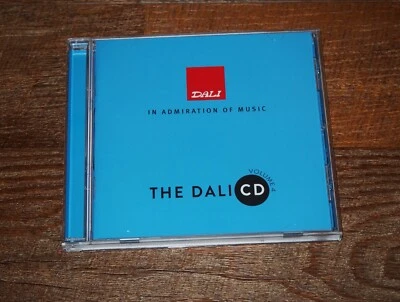 DALI
IN ADMIRATION OF MUSIC
THE DALI CD
VOLUME 4